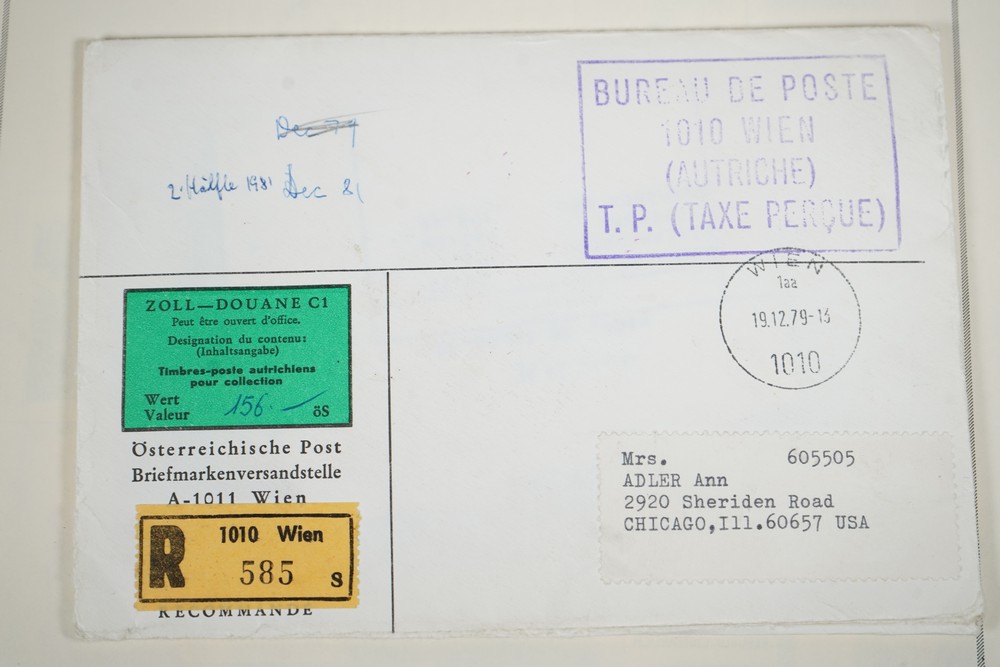 Dec 79
2. Hälfte 1981 Dec 81
BUREAU DE POSTE
1010 WIEN
(AUTRICHE)
T. P. (TAXE PERÇUE)
WIEN
1aa
19.12.79-13
1010
ZOLL—DOUANE C1
Peut être ouvert d'office.
Designation du contenu:
(Inhaltsangabe)
Timbres-poste autrichiens
pour collection
Wert
Valeur 156.— öS
Österreichische Post
Briefmarkenversandstelle
A-1011 Wien
R 1010 Wien
585 s
RECOMMANDE
Mrs. 605505
ADLER Ann
2920 Sheriden Road
CHICAGO,Ill.60657 USA